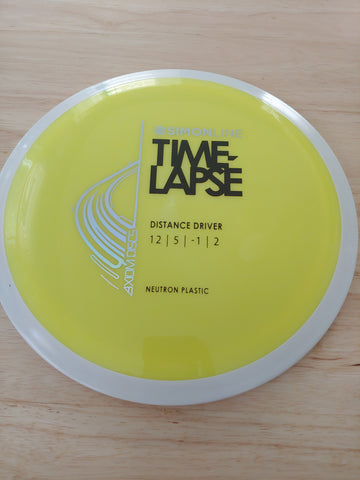 SIMONLINE
TIME-
LAPSE
DISTANCE DRIVER
12 | 5 | -1 | 2
AXIOM DISCS
NEUTRON PLASTIC